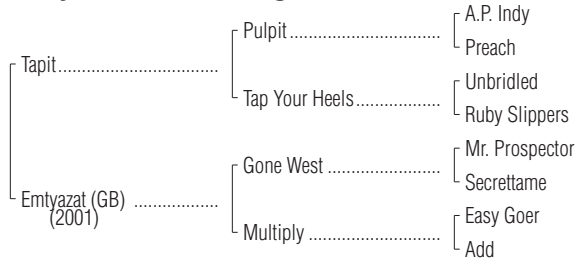 A.P. Indy
Pulpit........................................
Preach
Tapit..................................
Unbridled
Tap Your Heels.....................
Ruby Slippers
Mr. Prospector
Gone West ............................
Secrettame
Emtyazat (GB) ..................
(2001)
Easy Goer
Multiply .................................
Add